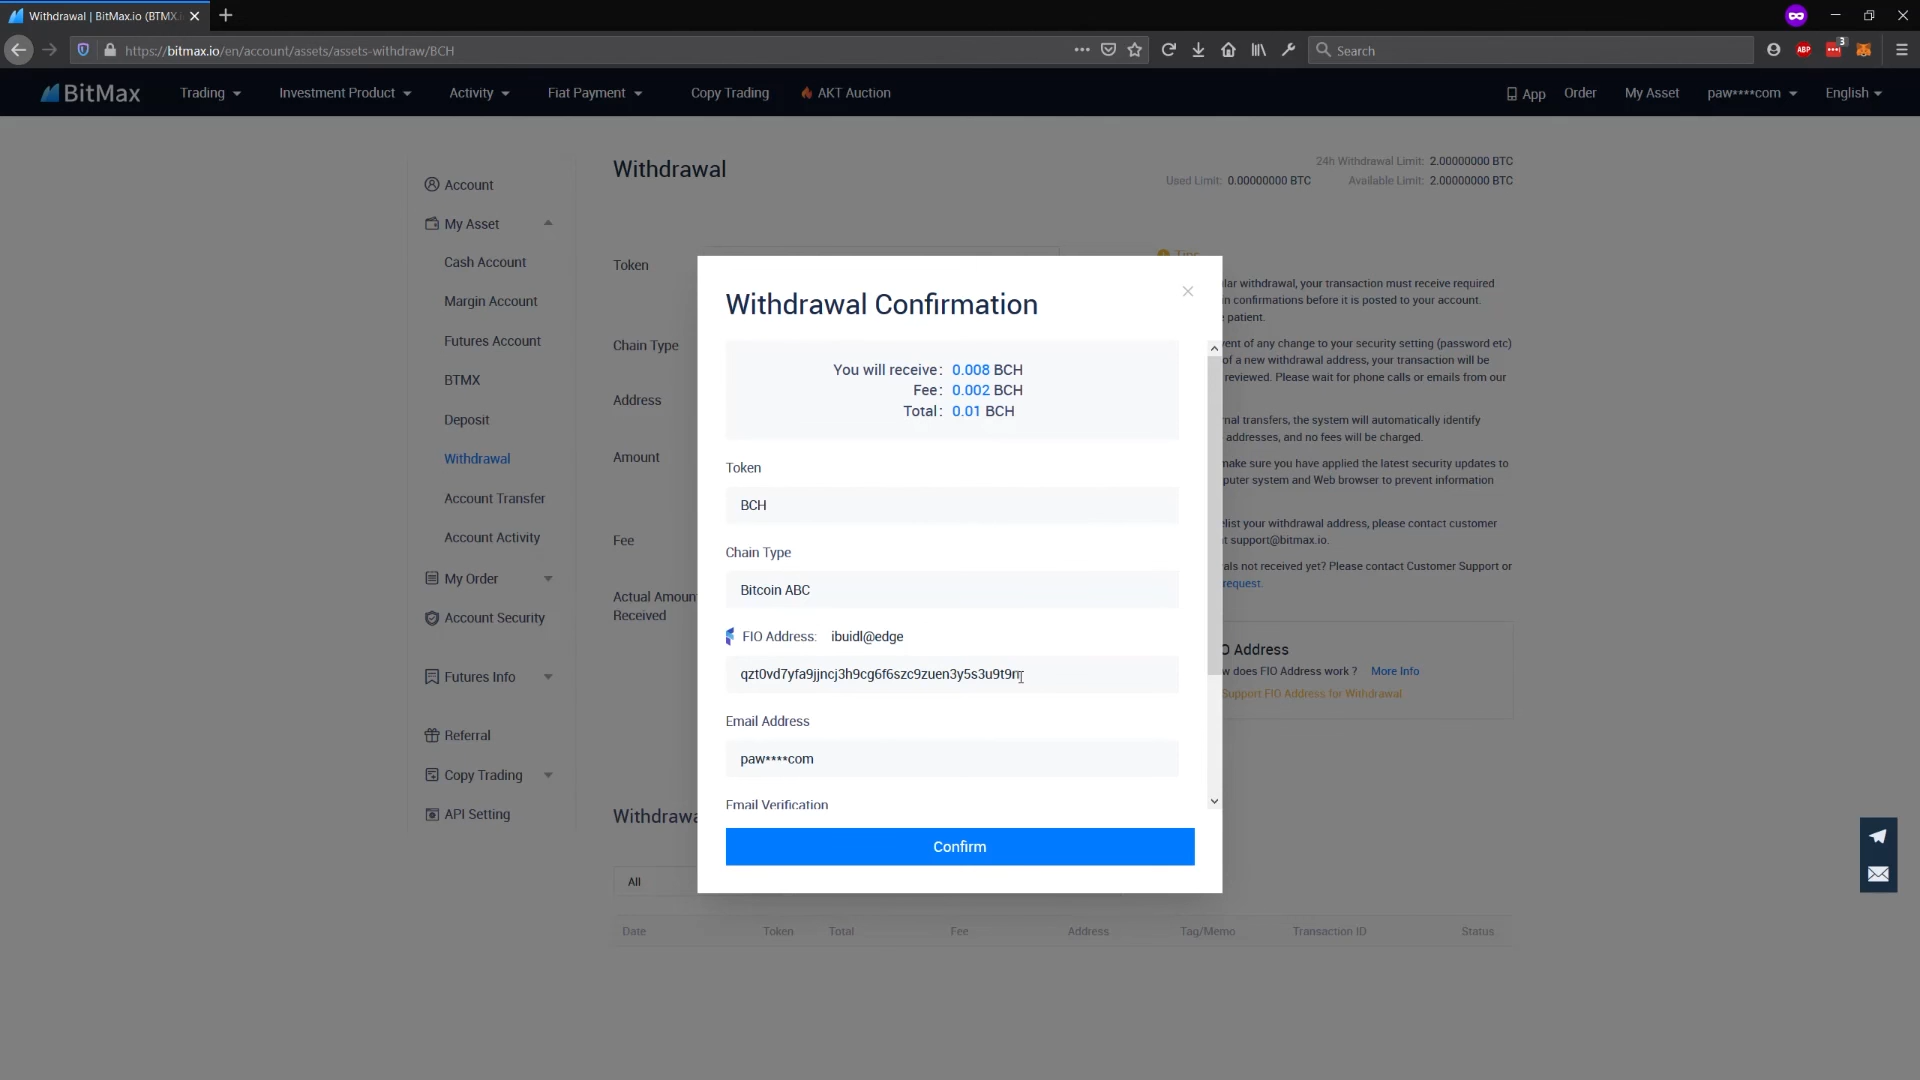 Withdrawal | BitMax.io (BTMX.i
https://bitmax.io/en/account/assets/assets-withdraw/BCH
Search
ABP
3
BitMax
Trading
Investment Product
Activity
Fiat Payment
Copy Trading
AKT Auction
App
Order
My Asset
paw****com
English
Account
My Asset
Cash Account
Margin Account
Futures Account
BTMX
Deposit
Withdrawal
Account Transfer
Account Activity
My Order
Account Security
Futures Info
Referral
Copy Trading
API Setting
Withdrawal
24h Withdrawal Limit: 2.00000000 BTC
Used Limit: 0.00000000 BTC
Available Limit: 2.00000000 BTC
Token
Chain Type
Address
Amount
Fee
Actual Amoun
Received
Withdrawal Confirmation
You will receive: 0.008 BCH
Fee: 0.002 BCH
Total: 0.01 BCH
Token
BCH
Chain Type
Bitcoin ABC
FIO Address: ibuidl@edge
qzt0vd7yfa9jjncj3h9cg6f6szc9zuen3y5s3u9t9n
Email Address
paw****com
Email Verification
Confirm
Tips
lar withdrawal, your transaction must receive required
n confirmations before it is posted to your account.
patient.
vent of any change to your security setting (password etc)
of a new withdrawal address, your transaction will be
reviewed. Please wait for phone calls or emails from our
nal transfers, the system will automatically identify
addresses, and no fees will be charged.
make sure you have applied the latest security updates to
puter system and Web browser to prevent information
elist your withdrawal address, please contact customer
t support@bitmax.io.
als not received yet? Please contact Customer Support or
request.
O Address
w does FIO Address work ? More Info
Support FIO Address for Withdrawal
Withdrawa
All
Date
Token
Total
Fee
Address
Tag/Memo
Transaction ID
Status